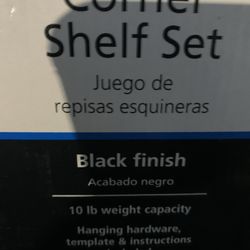 Corner
Shelf Set
Juego de
repisas esquineras
Black finish
Acabado negro
10 lb weight capacity
Hanging hardware,
template & instructions